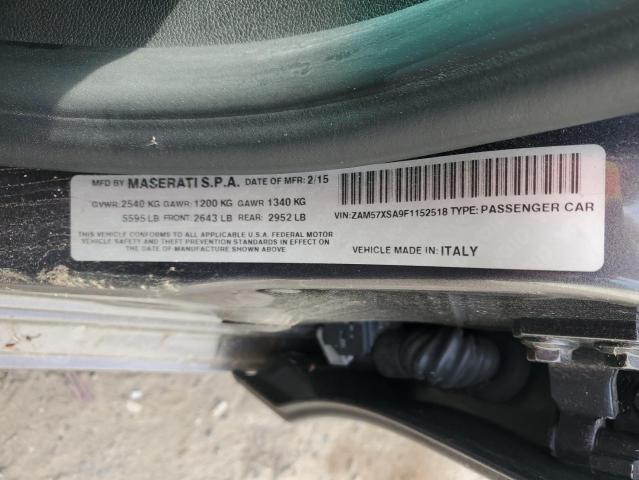 MFD BY MASERATI S.P.A. DATE OF MFR: 2/15
GVWR: 2540 KG GAWR: 1200 KG GAWR 1340 KG
5595 LB FRONT: 2643 LB REAR: 2952 LB
THIS VEHICLE CONFORMS TO ALL APPLICABLE U.S.A. FEDERAL MOTOR
VEHICLE SAFETY AND THEFT PREVENTION STANDARDS IN EFFECT ON
THE DATE OF MANUFACTURE SHOWN ABOVE
VIN: ZAM57XSA9F1152518 TYPE: PASSENGER CAR
VEHICLE MADE IN: ITALY